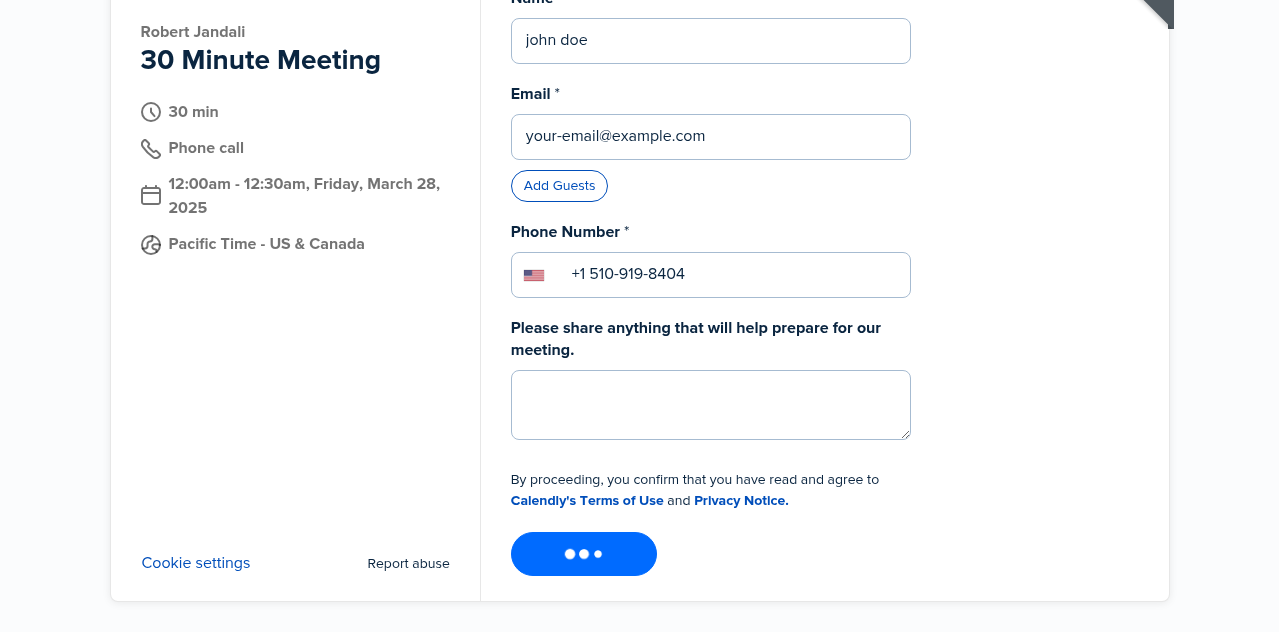 Name *
Robert Jandali
30 Minute Meeting
30 min
Phone call
12:00am - 12:30am, Friday, March 28,
2025
Pacific Time - US & Canada
Cookie settings
Report abuse
john doe
Email *
your-email@example.com
Add Guests
Phone Number *
+1 510-919-8404
Please share anything that will help prepare for our
meeting.
By proceeding, you confirm that you have read and agree to
Calendly's Terms of Use and Privacy Notice.